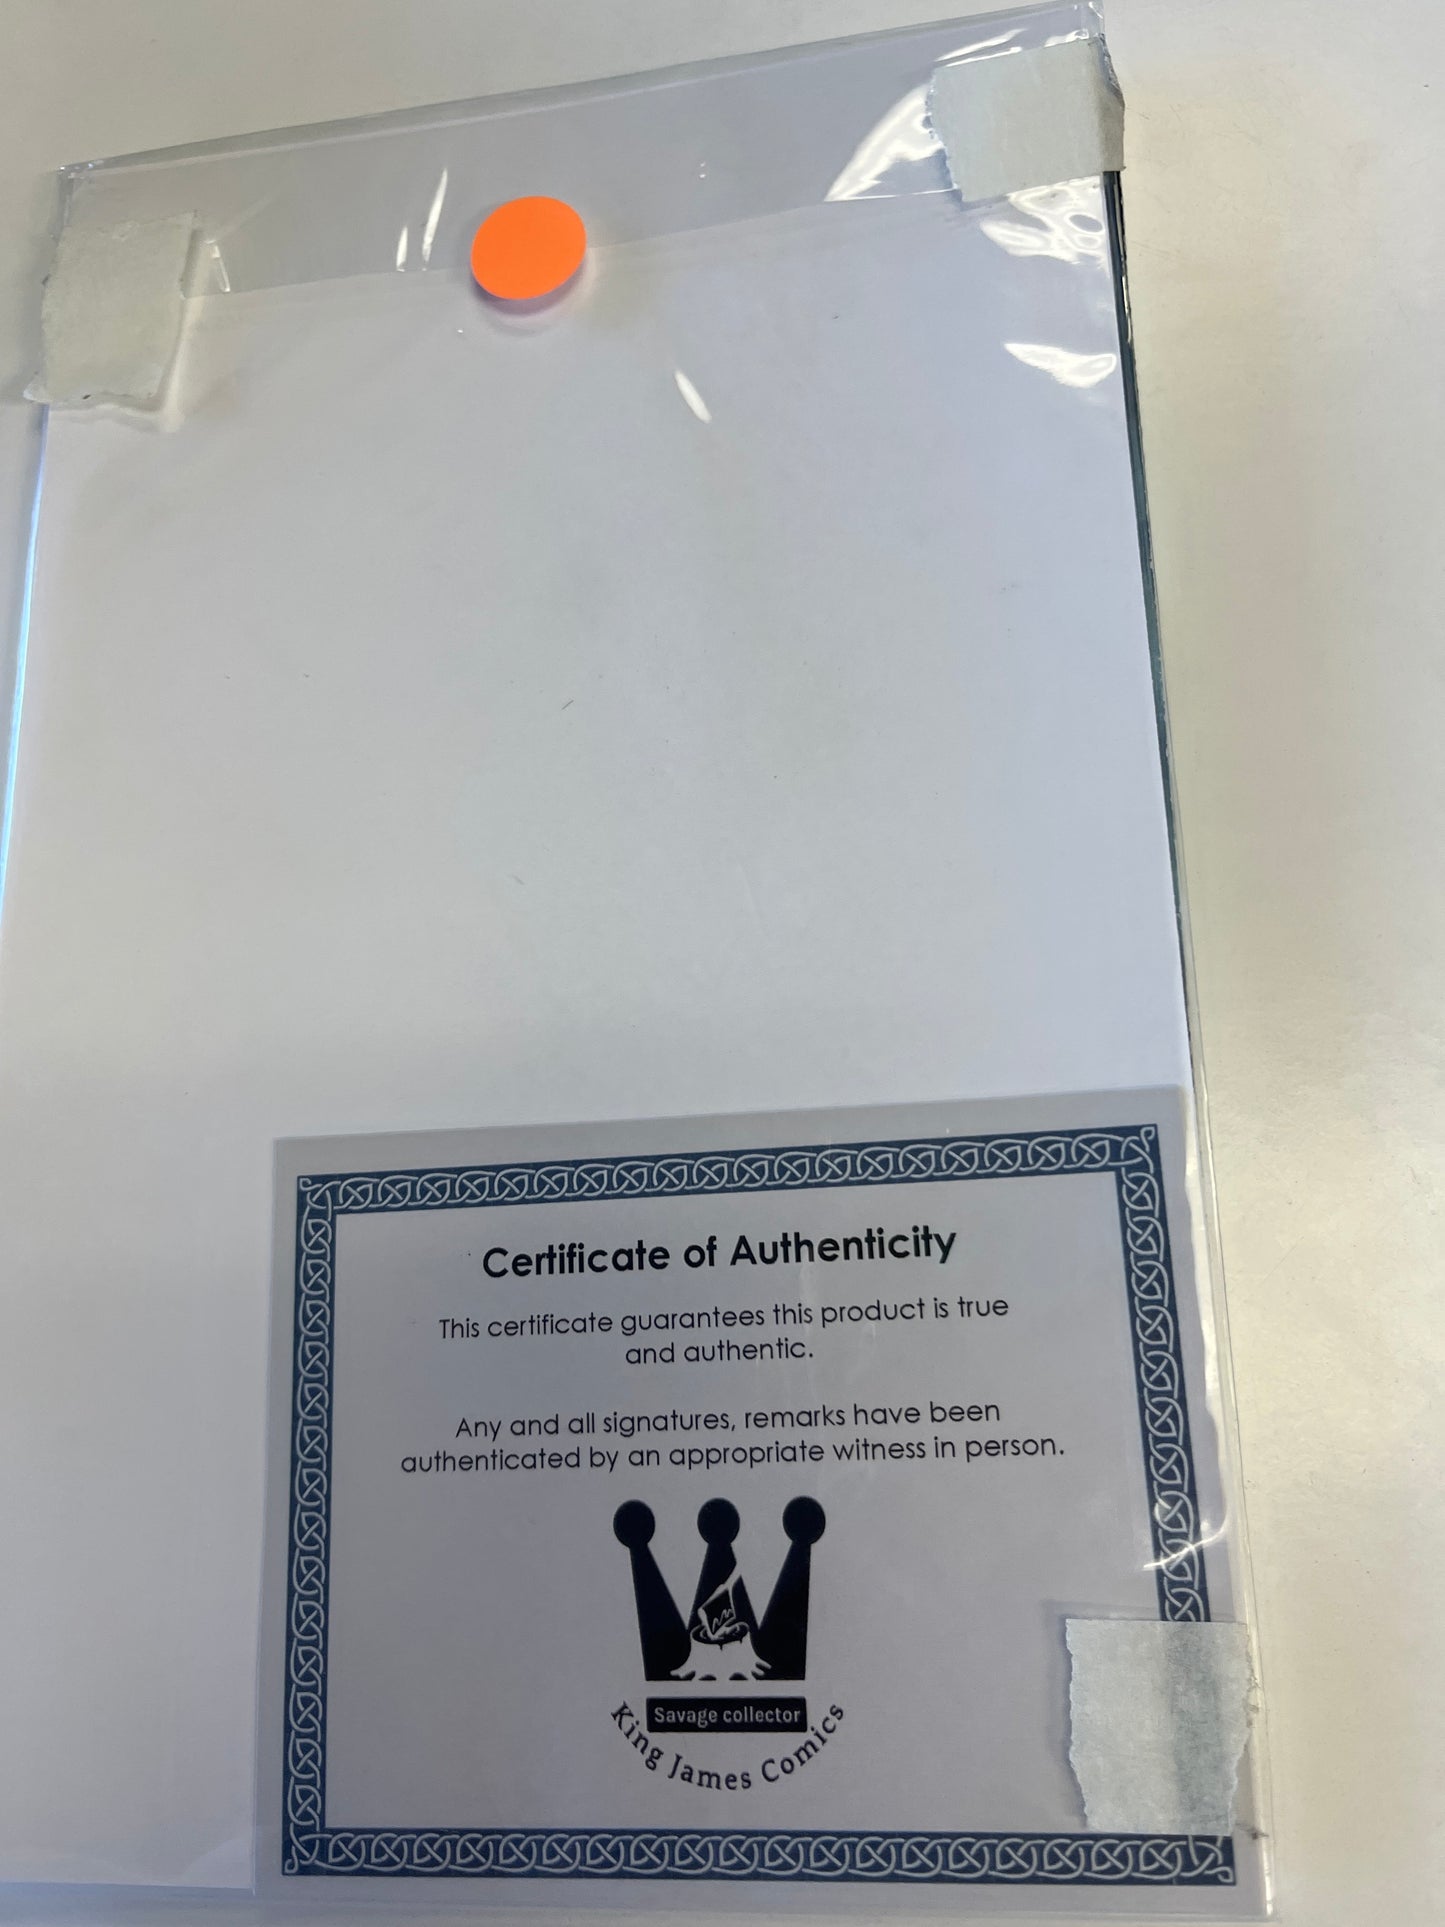 Certificate of Authenticity
This certificate guarantees this product is true
and authentic.
Any and all signatures, remarks have been
authenticated by an appropriate witness in person.
Savage collector
King James Comics